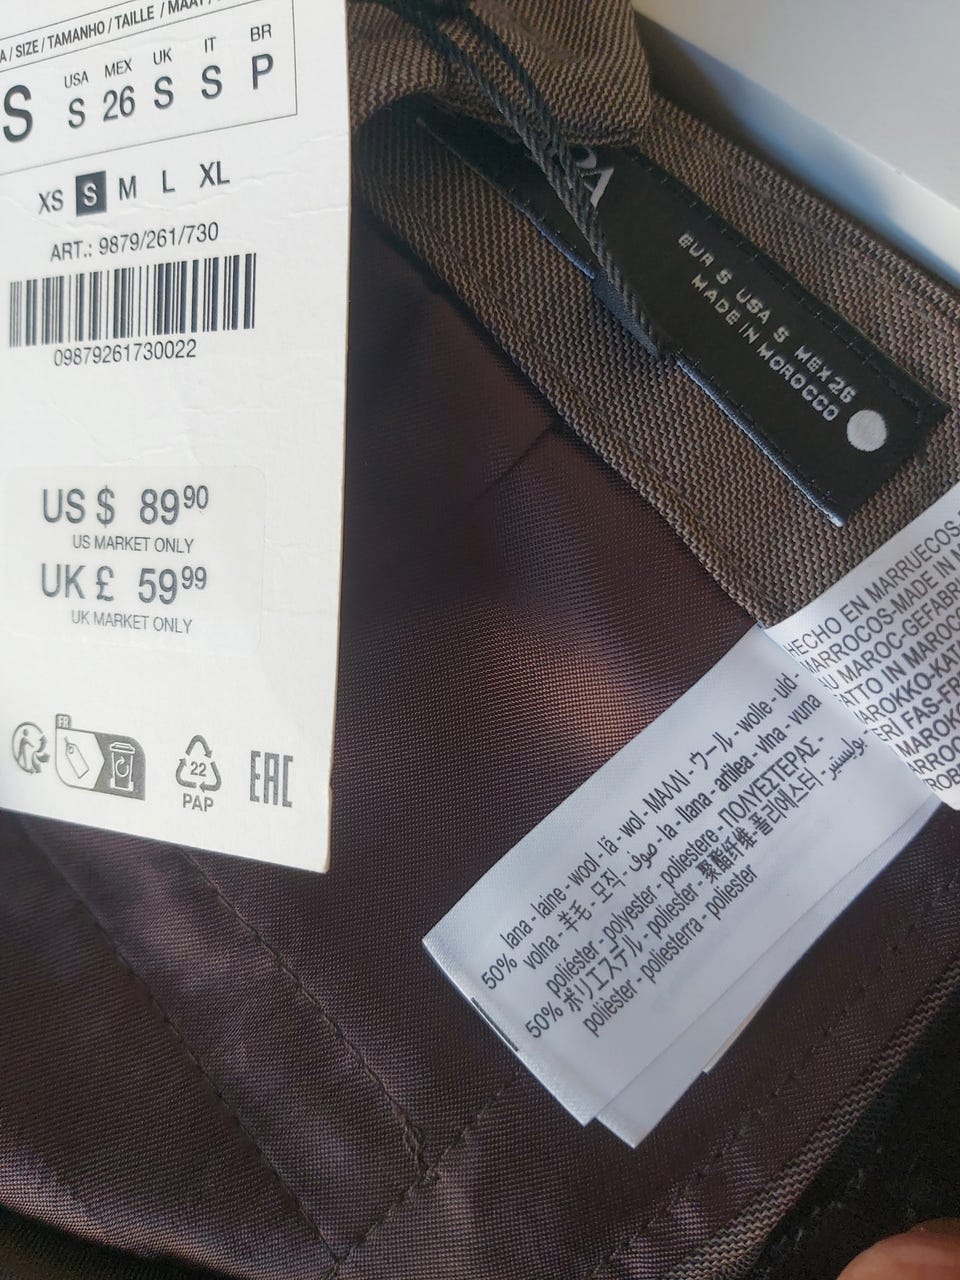 A / SIZE / TAMANHO / TAILLE / MAAT /
USA MEX UK IT BR
S S 26 S S P
XS S M L XL
ART.: 9879/261/730
09879261730022
US $ 89 90
US MARKET ONLY
UK £ 59 99
UK MARKET ONLY
FR
22
PAP
EAC
EUR S USA S MEX 26
MADE IN MOROCCO
HECHO EN MARRUECOS-
MARROCOS-MADE IN
AU MAROC-GEFABRI
ATTO IN MAROC
MAROKKO-KA
ERI FAS-FR
MAROKKO
50% lana - laine - wool - lã - wol - ΜΑΛΛΙ - ウール - wolle - uld -
volna - 羊毛 - 모직 - صوف - la - llana - artilea - vlna - vuna
poliéster - polyester - poliestere - ΠΟΛΥΕΣΤΕΡΑΣ -
50% ポリエステル - poliester - 聚酯纤维 - 폴리에스터 - بوليستر -
polièster - poliesterra - poliester